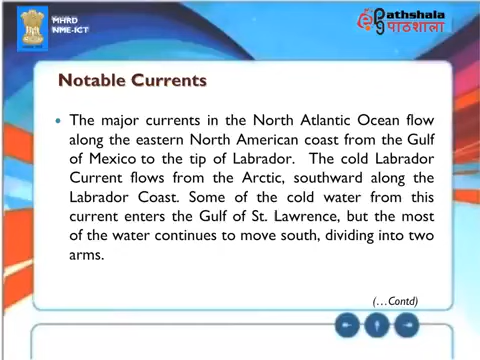 MHRD
NME-ICT
Pathshala
पाठशाला
Notable Currents
• The major currents in the North Atlantic Ocean flow
along the eastern North American coast from the Gulf
of Mexico to the tip of Labrador. The cold Labrador
Current flows from the Arctic, southward along the
Labrador Coast. Some of the cold water from this
current enters the Gulf of St. Lawrence, but the most
of the water continues to move south, dividing into two
arms.
(...Contd)